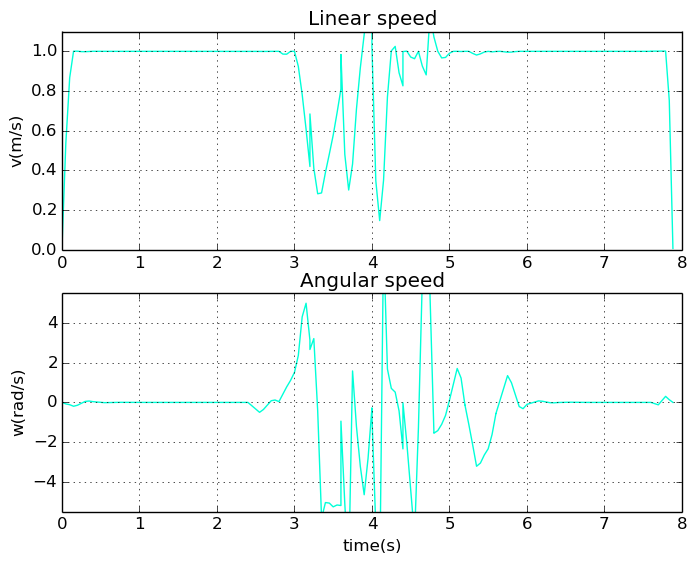 Linear speed
1.0
0.8
0.6
0.4
0.2
0.0
v(m/s)
0 1 2 3 4 5 6 7 8
Angular speed
4
2
0
−2
−4
w(rad/s)
0 1 2 3 4 5 6 7 8
time(s)